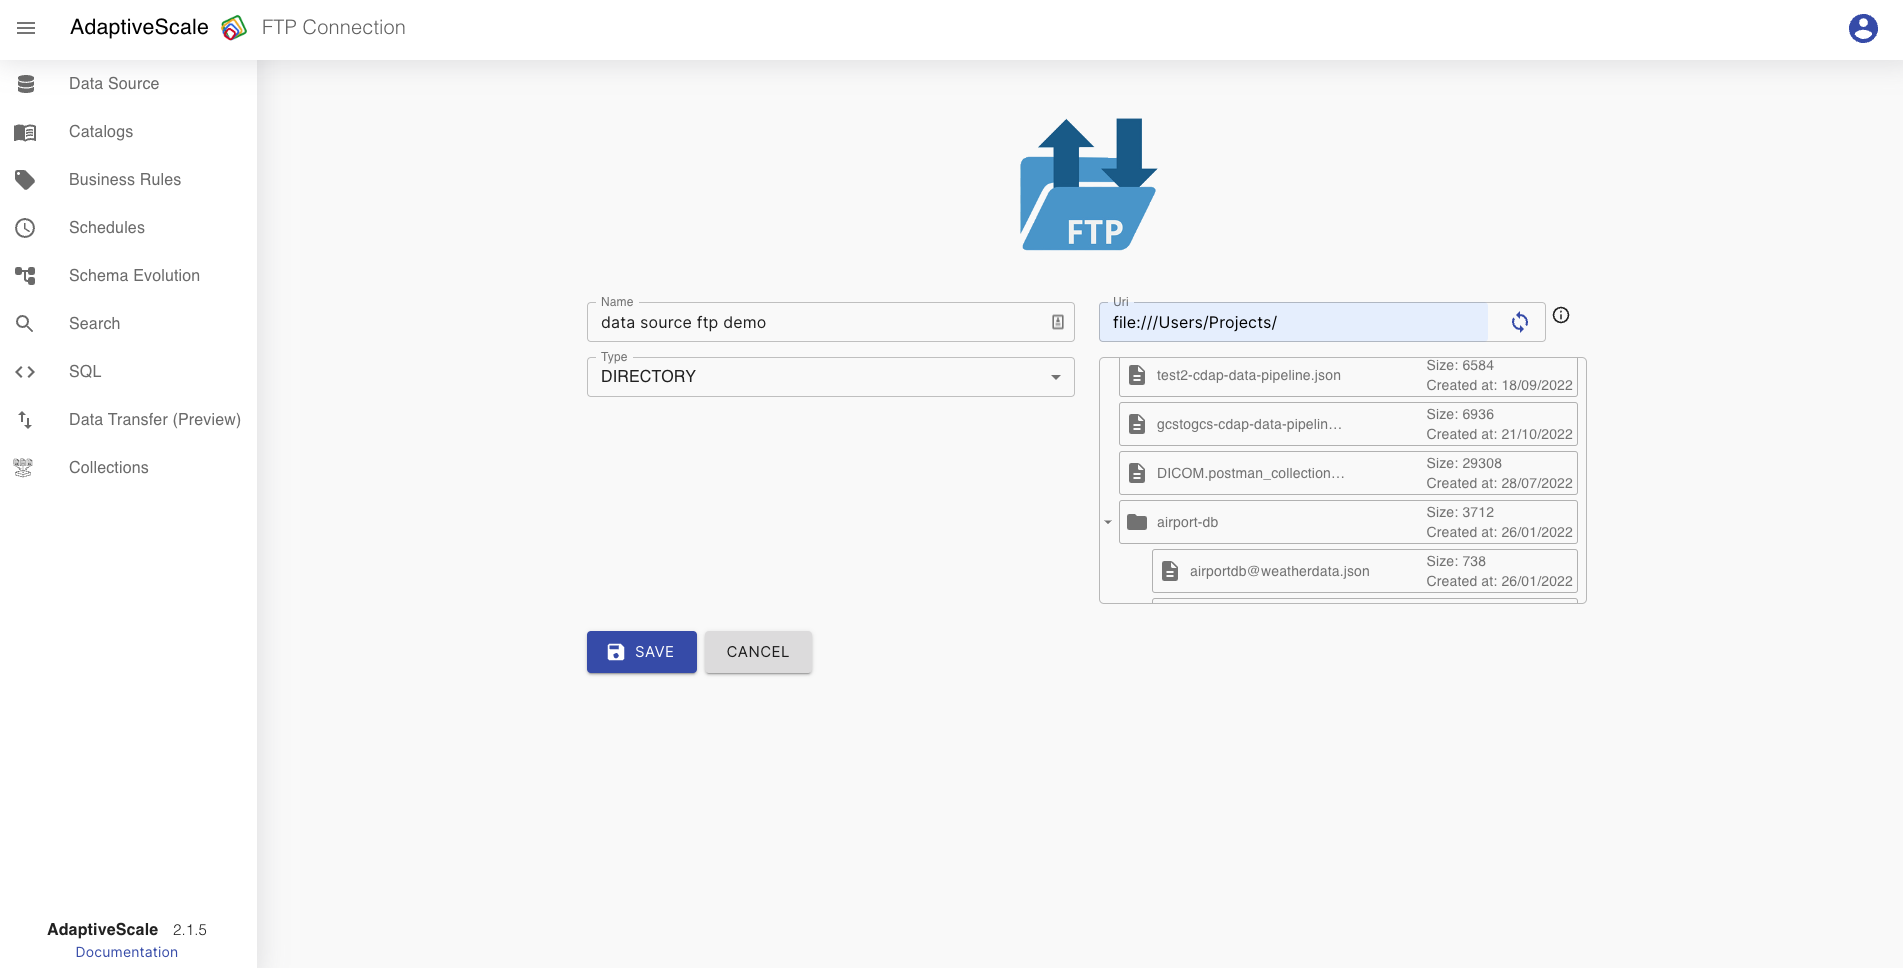 AdaptiveScale FTP Connection
Data Source
Catalogs
Business Rules
Schedules
Schema Evolution
Search
SQL
Data Transfer (Preview)
Collections
AdaptiveScale 2.1.5
Documentation
FTP
Name
data source ftp demo
Uri
file:///Users/Projects/
Type
DIRECTORY
test2-cdap-data-pipeline.json
Size: 6584
Created at: 18/09/2022
gcstogcs-cdap-data-pipelin...
Size: 6936
Created at: 21/10/2022
DICOM.postman_collection...
Size: 29308
Created at: 28/07/2022
airport-db
Size: 3712
Created at: 26/01/2022
airportdb@weatherdata.json
Size: 738
Created at: 26/01/2022
SAVE
CANCEL